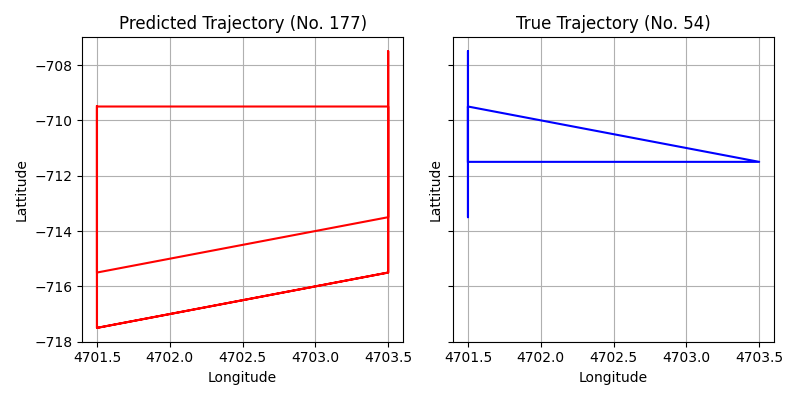 Predicted Trajectory (No. 177)
True Trajectory (No. 54)
−708
−710
−712
−714
−716
−718
Lattitude
Lattitude
4701.5 4702.0 4702.5 4703.0 4703.5
4701.5 4702.0 4702.5 4703.0 4703.5
Longitude
Longitude